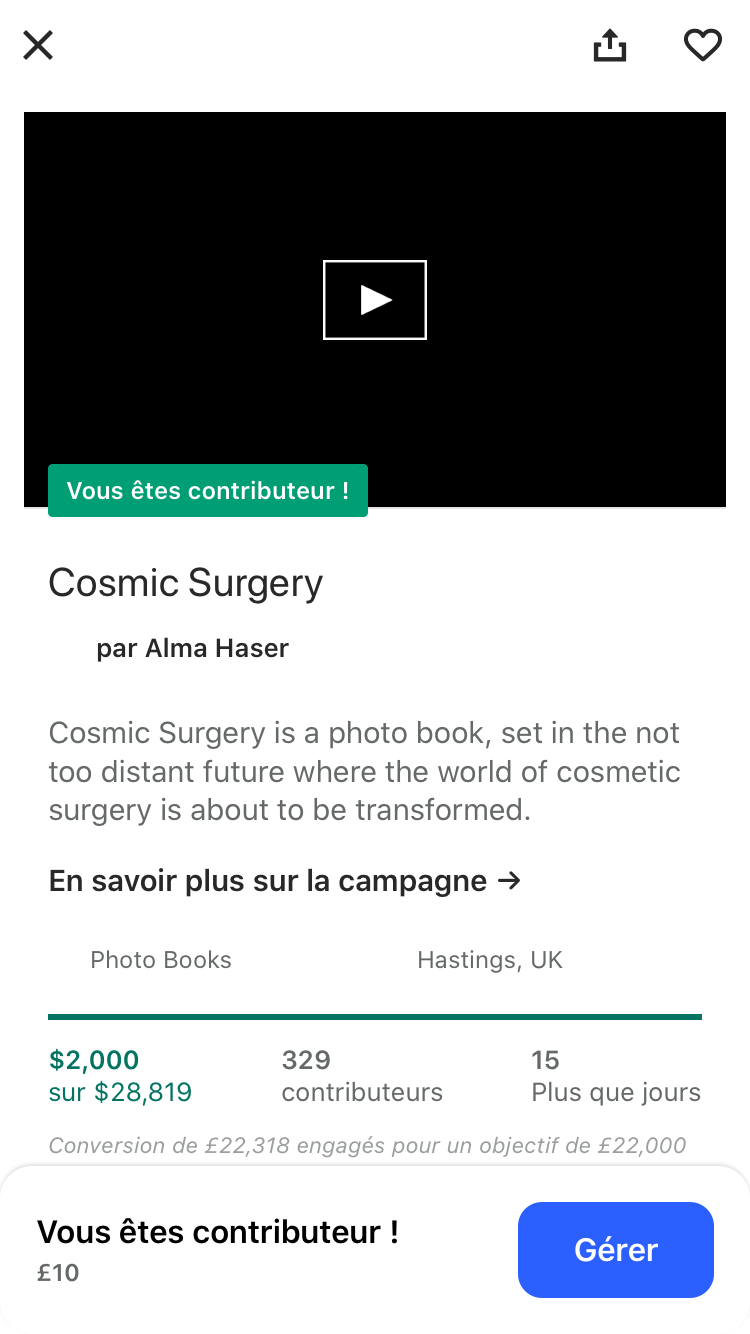 Vous êtes contributeur !
Cosmic Surgery
par Alma Haser
Cosmic Surgery is a photo book, set in the not
too distant future where the world of cosmetic
surgery is about to be transformed.
En savoir plus sur la campagne →
Photo Books
Hastings, UK
$2,000
sur $28,819
329
contributeurs
15
Plus que jours
Conversion de £22,318 engagés pour un objectif de £22,000
Vous êtes contributeur !
£10
Gérer